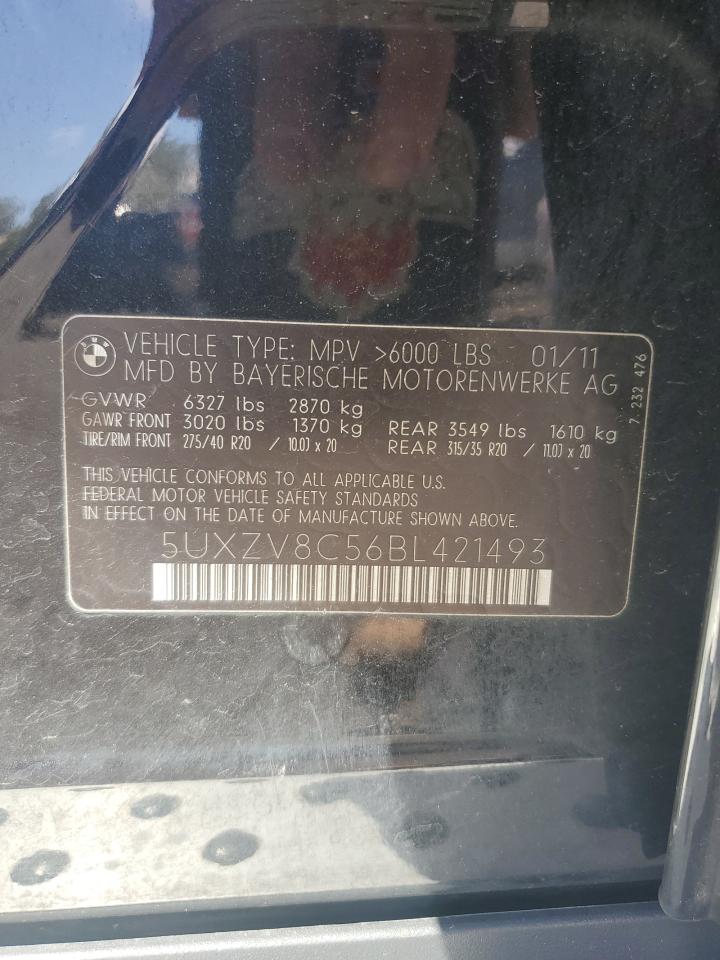 VEHICLE TYPE: MPV >6000 LBS 01/11
MFD BY BAYERISCHE MOTORENWERKE AG
GVWR 6327 lbs 2870 kg
GAWR FRONT 3020 lbs 1370 kg REAR 3549 lbs 1610 kg
TIRE/RIM FRONT 275/40 R20 / 10.0J x 20 REAR 315/35 R20 / 11.0J x 20
THIS VEHICLE CONFORMS TO ALL APPLICABLE U.S.
FEDERAL MOTOR VEHICLE SAFETY STANDARDS
IN EFFECT ON THE DATE OF MANUFACTURE SHOWN ABOVE.
5UXZV8C56BL421493
7 232 476